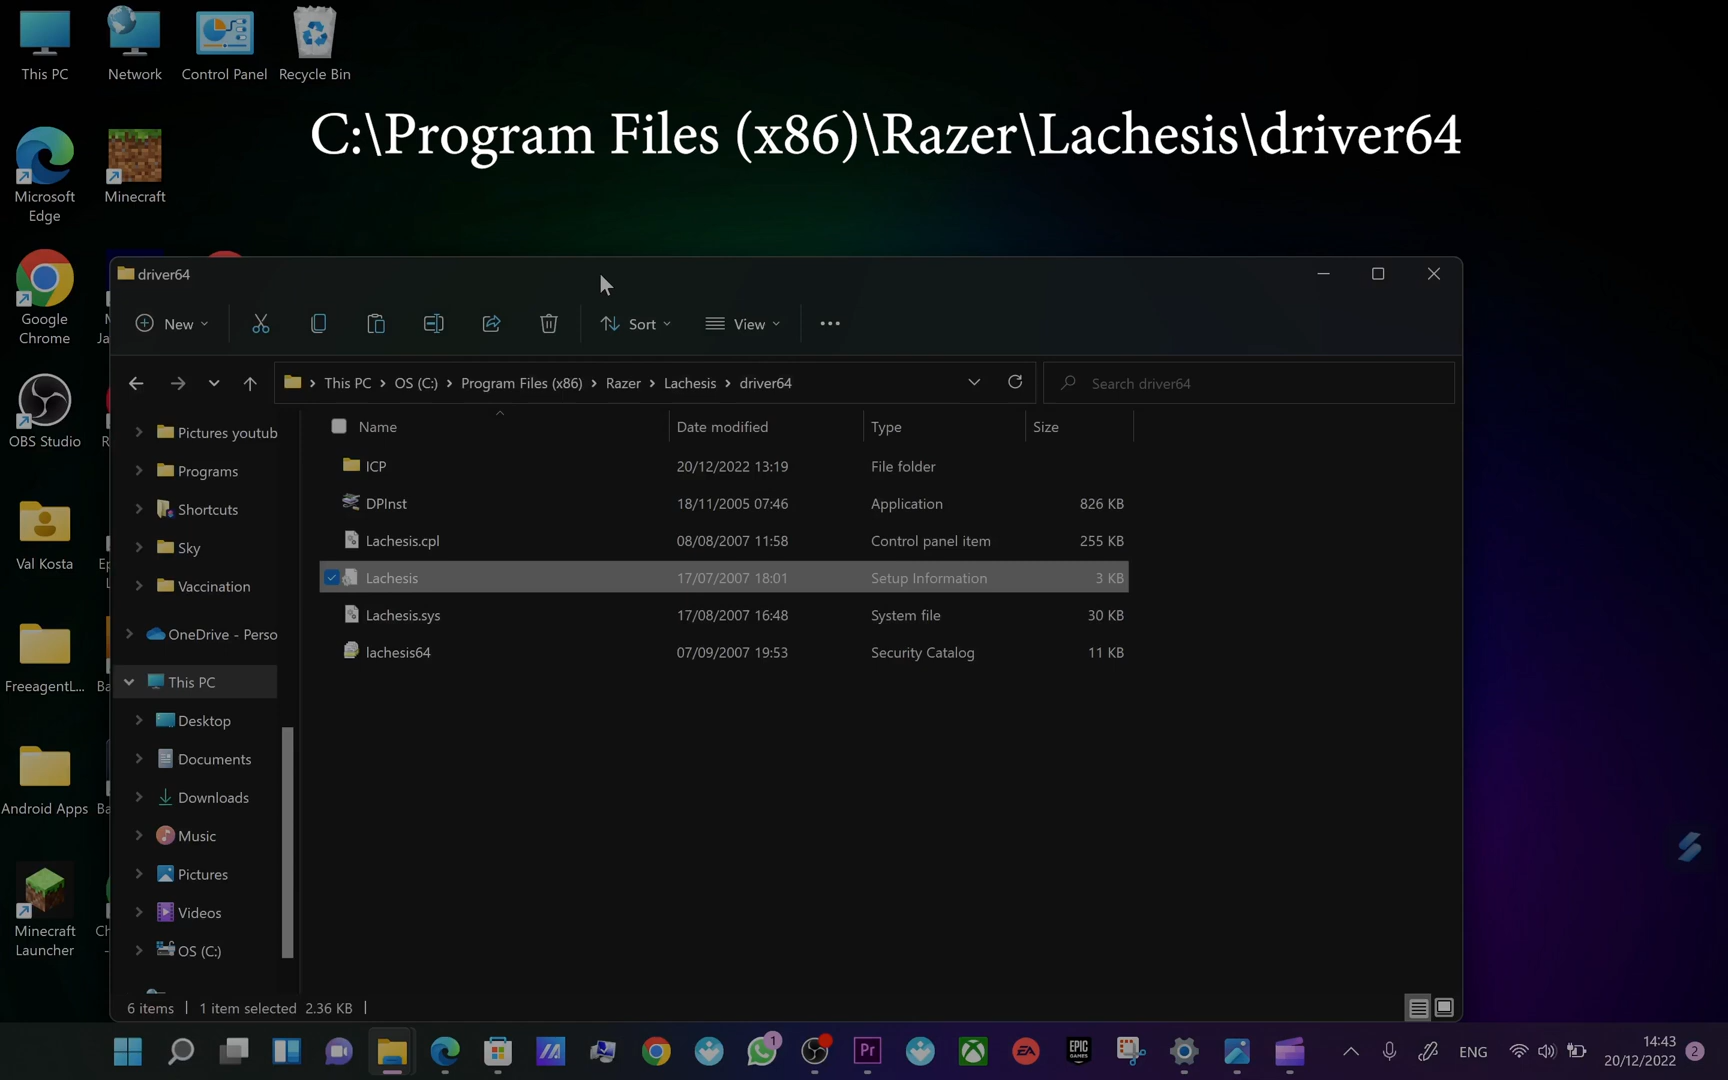 This PC
Network
Control Panel
Recycle Bin
C:\Program Files (x86)\Razer\Lachesis\driver64
Microsoft
Edge
Minecraft
Google
Chrome
OBS Studio
Val Kosta
FreeagentL...
Android Apps
Minecraft
Launcher
driver64
New
Sort
View
This PC > OS (C:) > Program Files (x86) > Razer > Lachesis > driver64
Search driver64
Name Date modified Type Size
ICP 20/12/2022 13:19 File folder
DPInst 18/11/2005 07:46 Application 826 KB
Lachesis.cpl 08/08/2007 11:58 Control panel item 255 KB
Lachesis 17/07/2007 18:01 Setup Information 3 KB
Lachesis.sys 17/08/2007 16:48 System file 30 KB
lachesis64 07/09/2007 19:53 Security Catalog 11 KB
Pictures youtub
Programs
Shortcuts
Sky
Vaccination
OneDrive - Perso
This PC
Desktop
Documents
Downloads
Music
Pictures
Videos
OS (C:)
6 items 1 item selected 2.36 KB
1
Pr
EA
EPIC
GAMES
ENG
14:43
20/12/2022
2